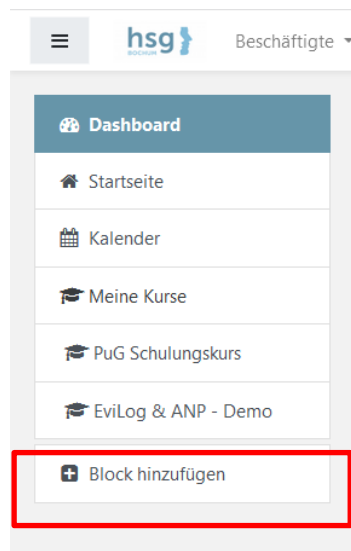 hsg
BOCHUM
Beschäftigte
Dashboard
Startseite
Kalender
Meine Kurse
PuG Schulungskurs
EviLog & ANP - Demo
Block hinzufügen